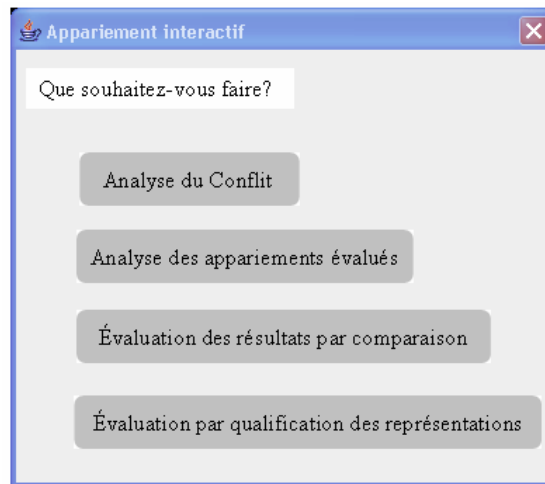 Appariement interactif
Que souhaitez-vous faire?
Analyse du Conflit
Analyse des appariements évalués
Évaluation des résultats par comparaison
Évaluation par qualification des représentations